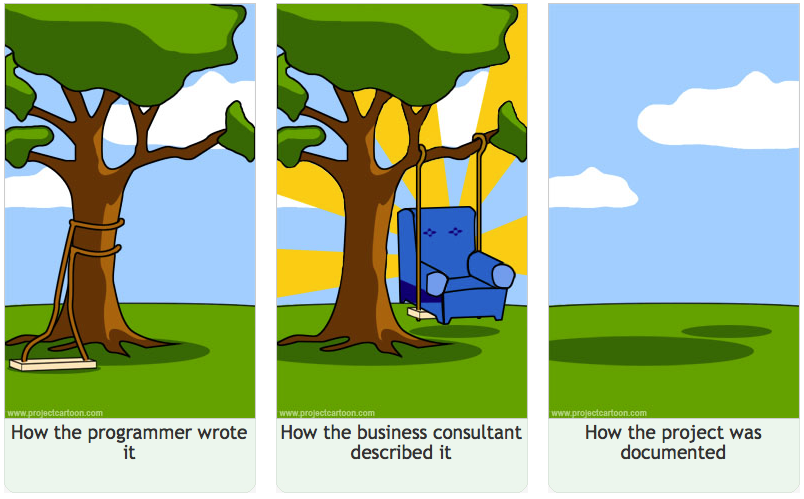 www.projectcartoon.com
How the programmer wrote
it
www.projectcartoon.com
How the business consultant
described it
www.projectcartoon.com
How the project was
documented